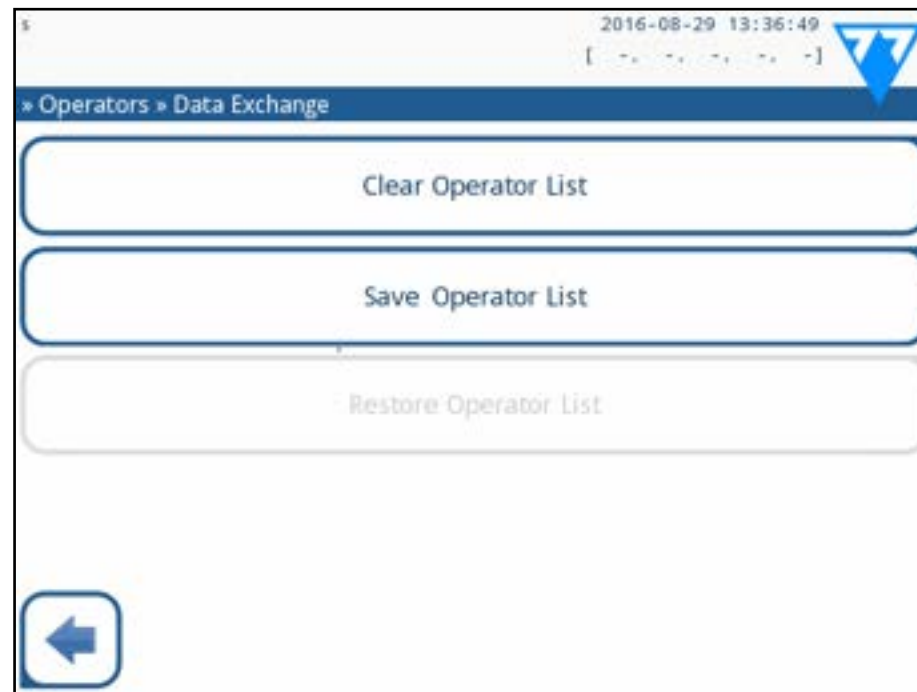 s
2016-08-29 13:36:49
[ -. -. -. -. -]
» Operators » Data Exchange
Clear Operator List
Save Operator List
Restore Operator List